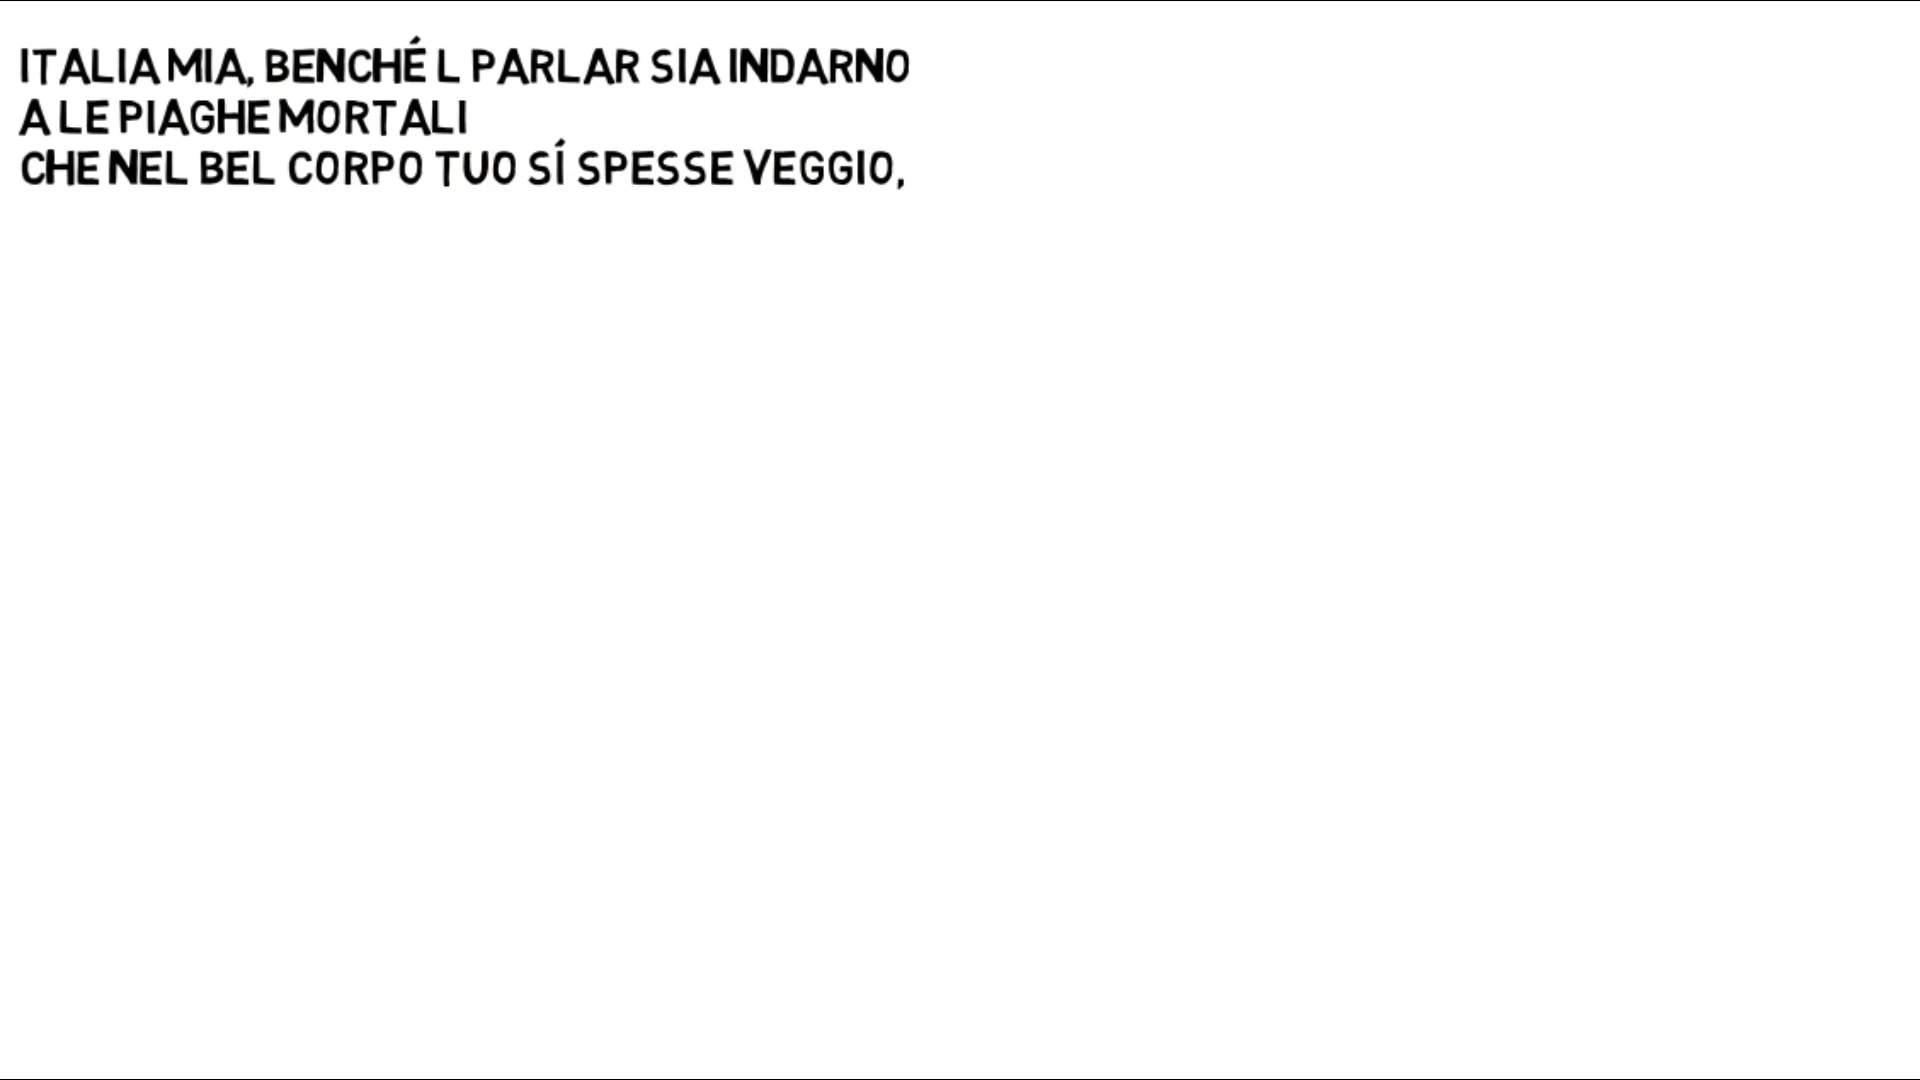 ITALIA MIA, BENCHÉ L PARLAR SIA INDARNO
A LE PIAGHE MORTALI
CHE NEL BEL CORPO TUO SÍ SPESSE VEGGIO,